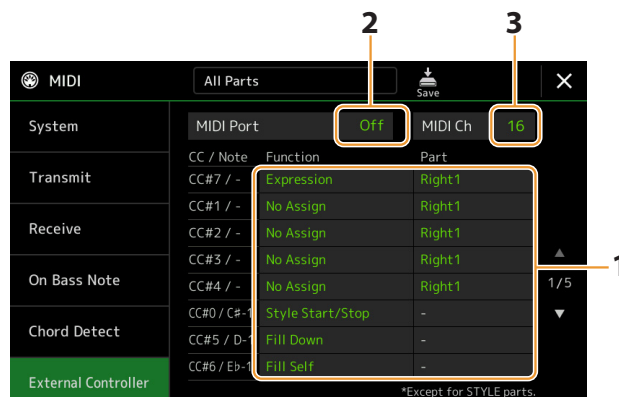 2 3
MIDI All Parts Save ×
System MIDI Port Off MIDI Ch 16
CC / Note Function Part
Transmit CC#7 / - Expression Right1
CC#1 / - No Assign Right1
Receive CC#2 / - No Assign Right1
CC#3 / - No Assign Right1
On Bass Note CC#4 / - No Assign Right1 1/5 1
CC#0 / C#-1 Style Start/Stop -
Chord Detect CC#5 / D-1 Fill Down -
CC#6 / E♭-1 Fill Self -
External Controller *Except for STYLE parts.